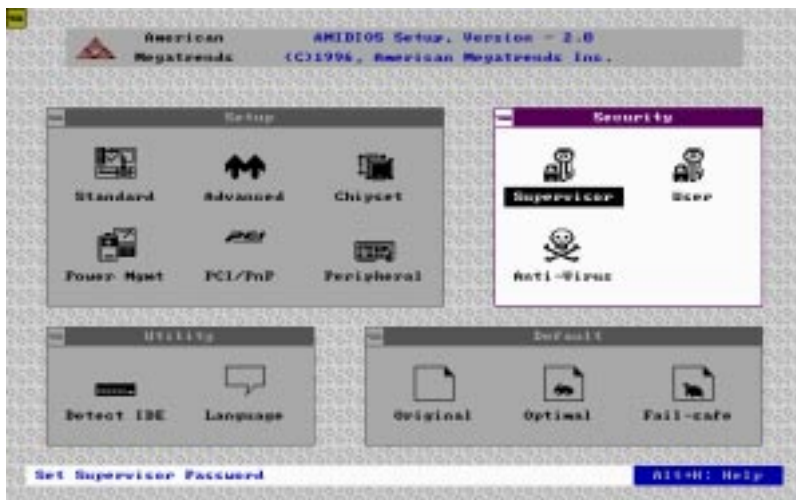 American
Megatrends
AMIBIOS Setup, Version - 2.0
(C)1996, American Megatrends Inc.
Setup
Standard
Advanced
Chipset
Power Mgmt
PCI
PCI/PnP
Peripheral
Security
Supervisor
User
Anti-Virus
Utility
Detect IDE
Language
Default
Original
Optimal
Fail-safe
Set Supervisor Password
Alt+H: Help